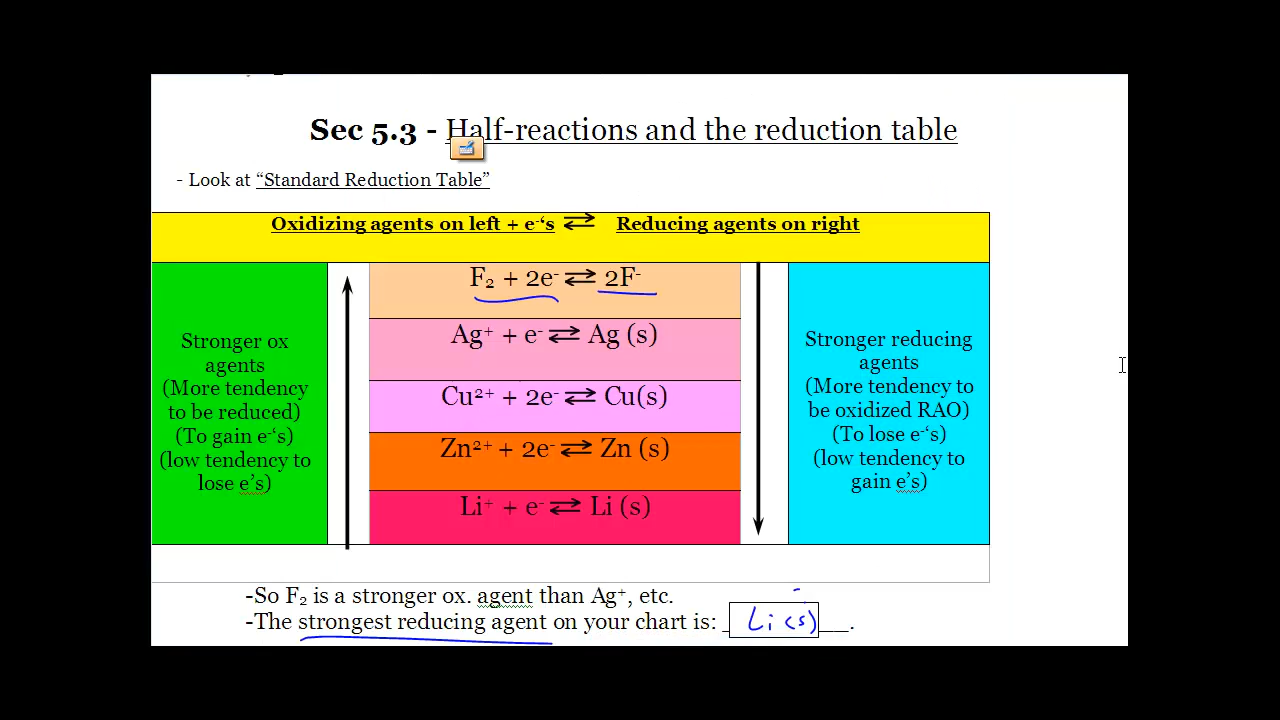 Sec 5.3 - Half-reactions and the reduction table
- Look at “Standard Reduction Table”
Oxidizing agents on left + e⁻‘s ⇌ Reducing agents on right
Stronger ox
agents
(More tendency
to be reduced)
(To gain e⁻‘s)
(low tendency to
lose e’s)
F₂ + 2e⁻ ⇌ 2F⁻
Ag⁺ + e⁻ ⇌ Ag (s)
Cu²⁺ + 2e⁻ ⇌ Cu(s)
Zn²⁺ + 2e⁻ ⇌ Zn (s)
Li⁺ + e⁻ ⇌ Li (s)
Stronger reducing
agents
(More tendency to
be oxidized RAO)
(To lose e⁻‘s)
(low tendency to
gain e’s)
-So F₂ is a stronger ox. agent than Ag⁺, etc.
-The strongest reducing agent on your chart is: _Li (s)__.